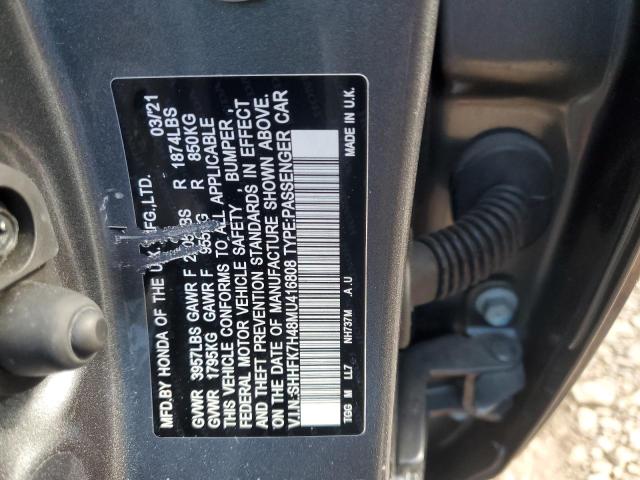 MFD.BY HONDA OF THE U.K. MFG.,LTD. 03/'21
GVWR 3957LBS GAWR F R 1874LBS
GVWR 1795KG GAWR F 955KG R 850KG
THIS VEHICLE CONFORMS TO ALL APPLICABLE
FEDERAL MOTOR VEHICLE SAFETY , BUMPER ,
AND THEFT PREVENTION STANDARDS IN EFFECT
ON THE DATE OF MANUFACTURE SHOWN ABOVE.
V.I.N.:SHHFK7H48MU416808 TYPE:PASSENGER CAR
TGG M LL7 NH737M .A.U MADE IN U.K.